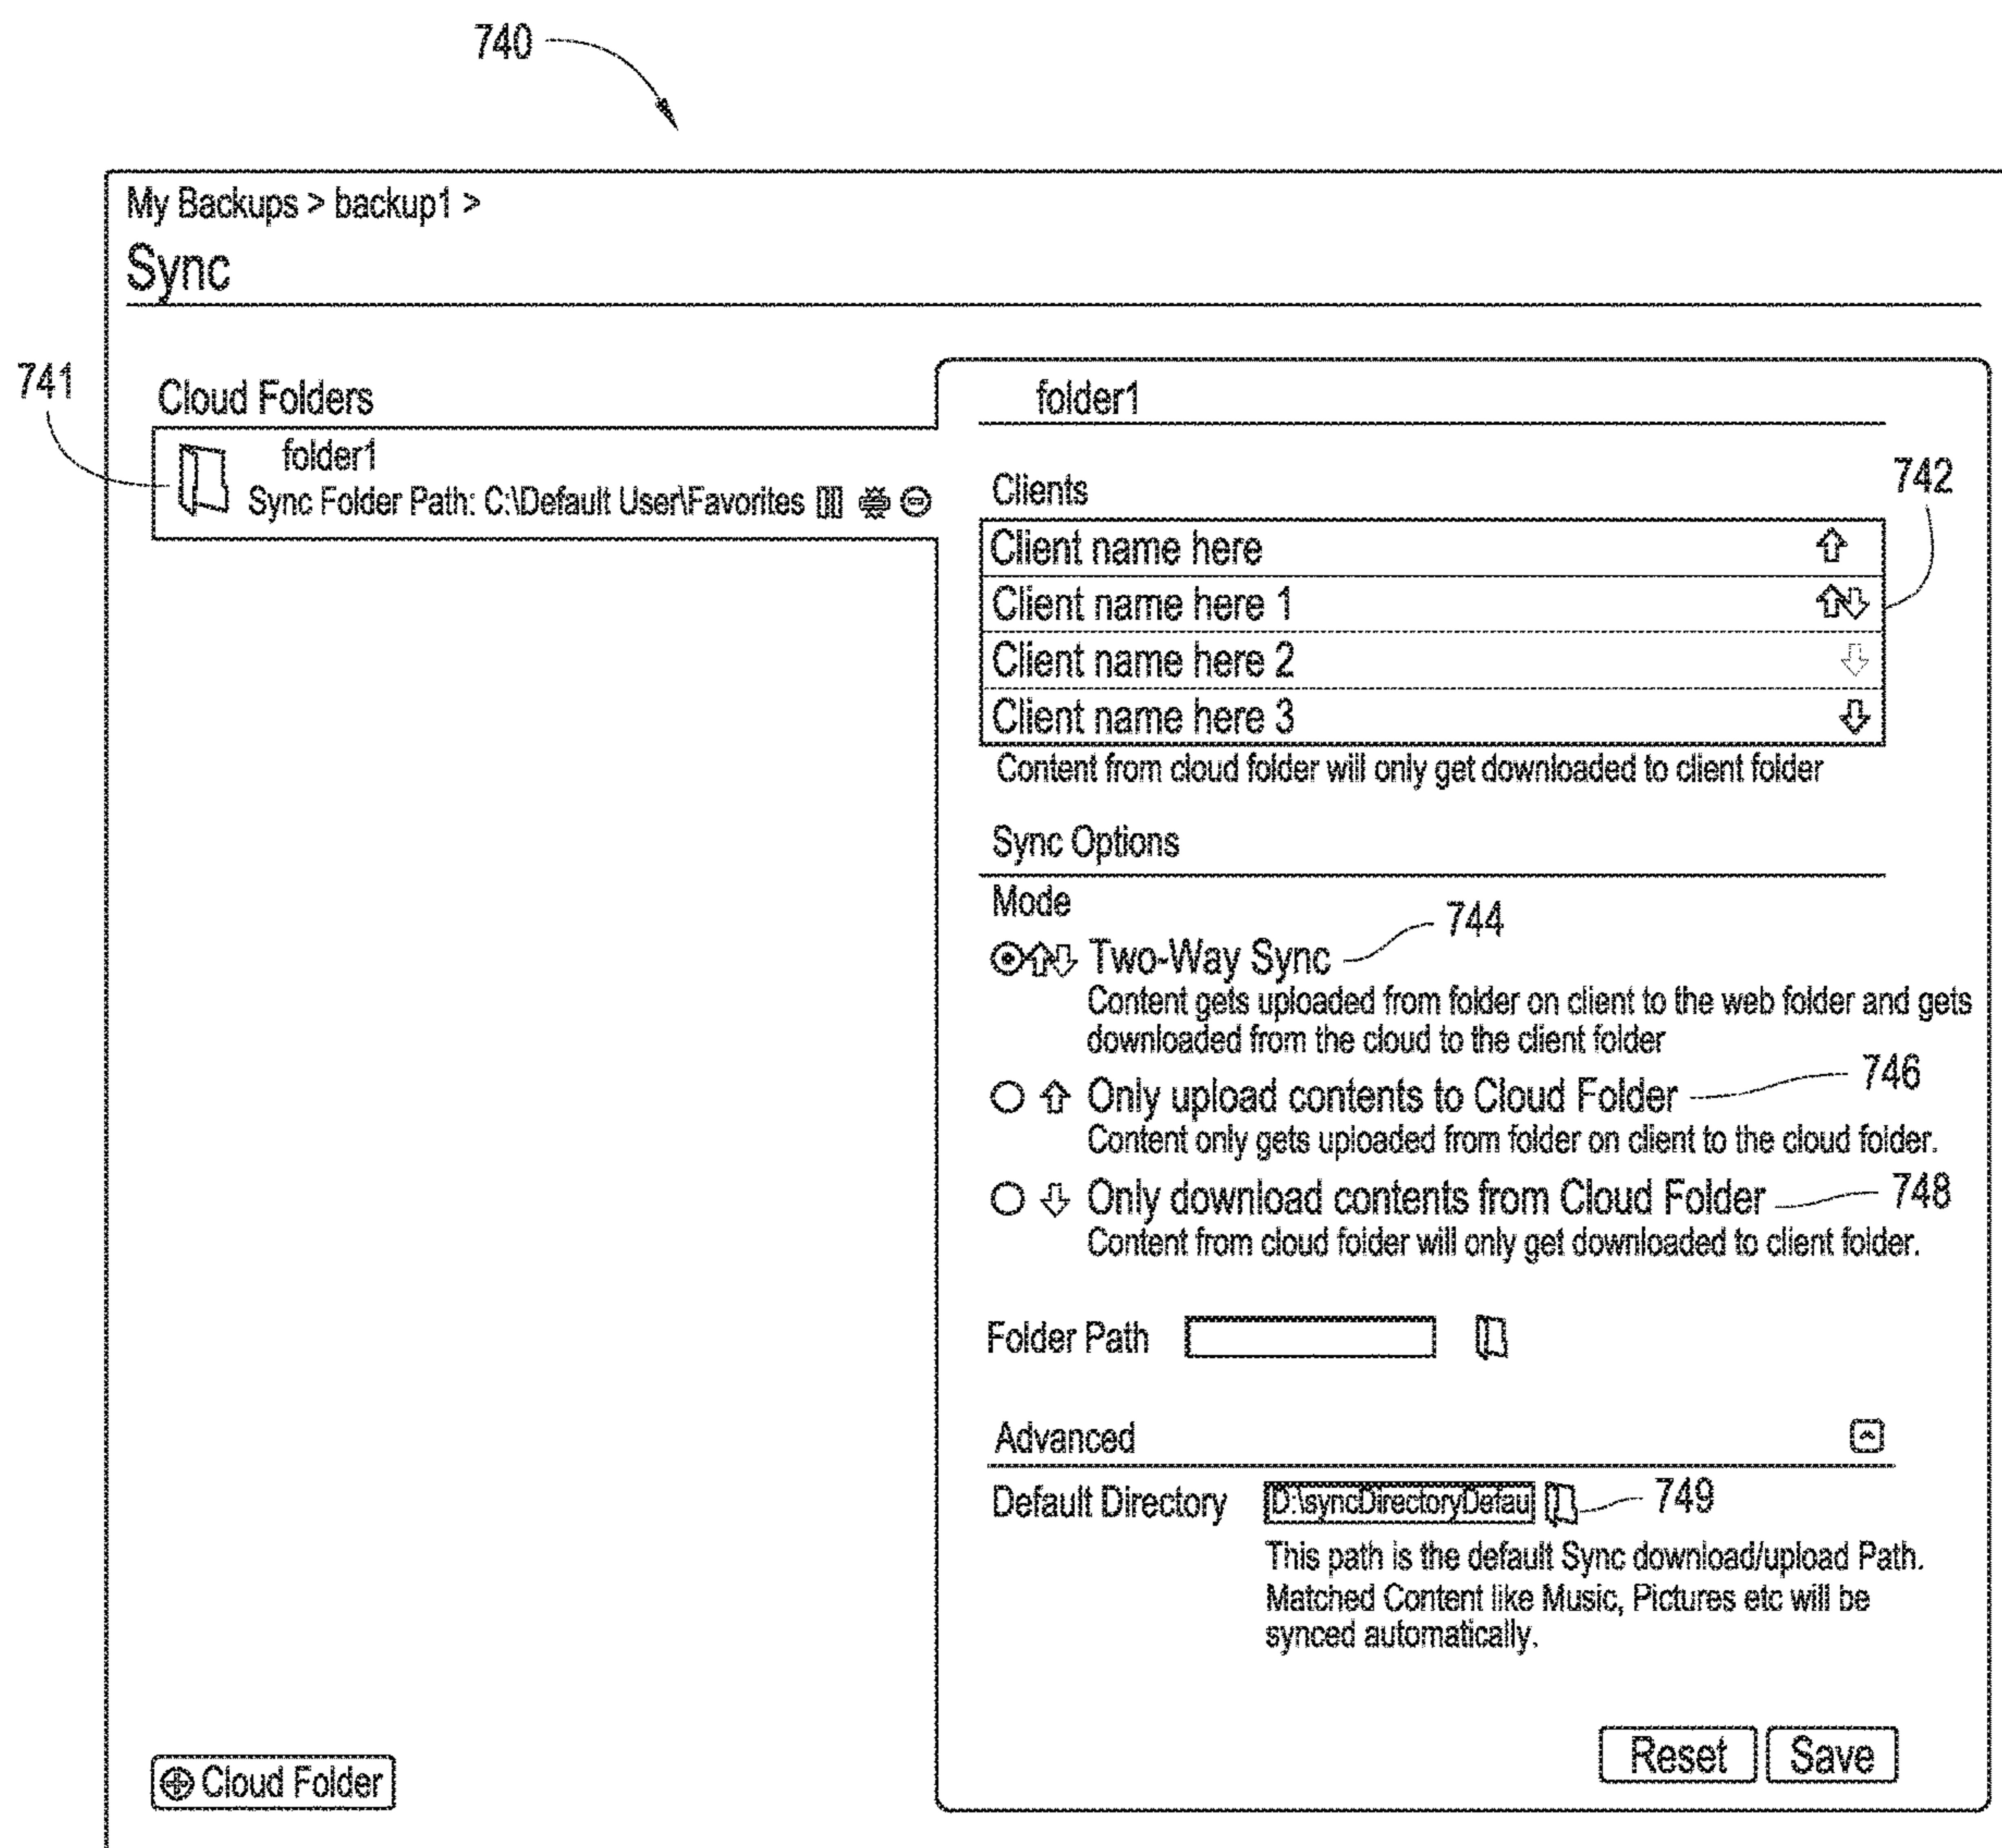 740
My Backups > backup1 >
Sync
741
Cloud Folders
folder1
Sync Folder Path: C:\Default User\Favorites
folder1
Clients
742
Client name here
Client name here 1
Client name here 2
Client name here 3
Content from cloud folder will only get downloaded to client folder
Sync Options
Mode
744
Two-Way Sync
Content gets uploaded from folder on client to the web folder and gets
downloaded from the cloud to the client folder
746
Only upload contents to Cloud Folder
Content only gets uploaded from folder on client to the cloud folder.
Only download contents from Cloud Folder
748
Content from cloud folder will only get downloaded to client folder.
Folder Path
Advanced
Default Directory
D:\syncDirectoryDefau
749
This path is the default Sync download/upload Path.
Matched Content like Music, Pictures etc will be
synced automatically.
Reset
Save
Cloud Folder